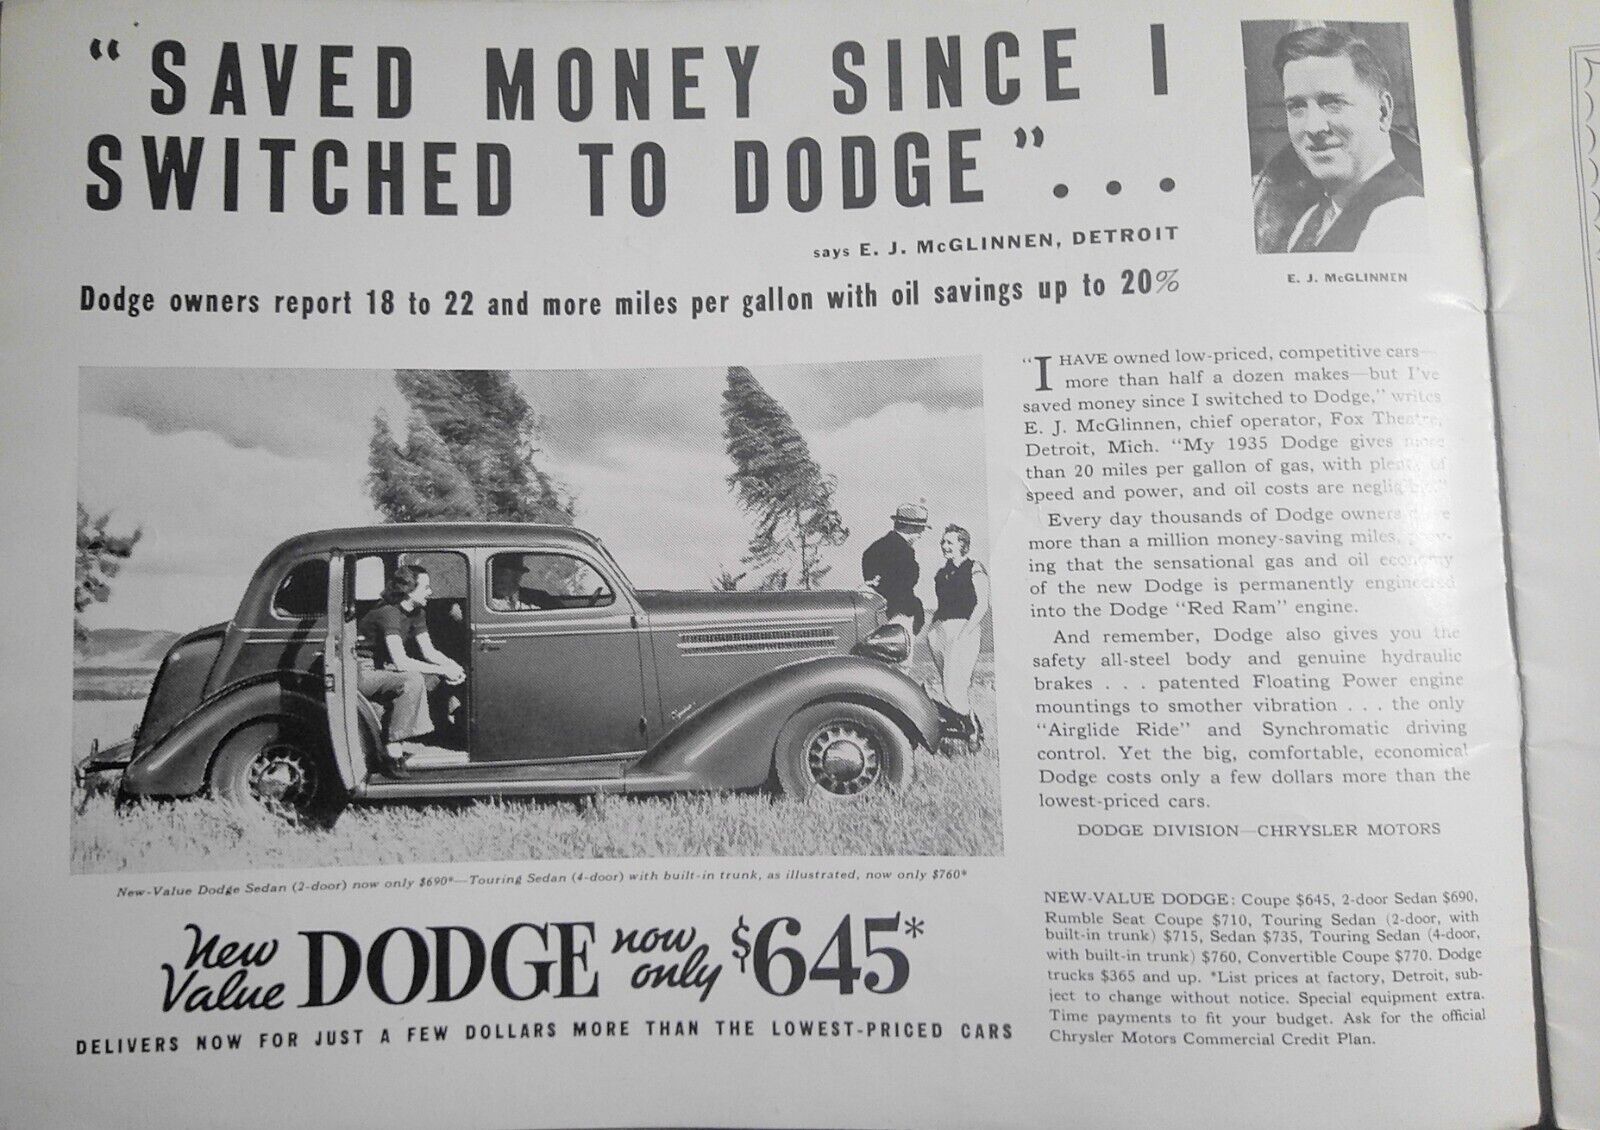 "SAVED MONEY SINCE I
SWITCHED TO DODGE"...
says E. J. McGLINNEN, DETROIT
Dodge owners report 18 to 22 and more miles per gallon with oil savings up to 20%
E. J. McGLINNEN
"I HAVE owned low-priced, competitive cars—
more than half a dozen makes—but I've
saved money since I switched to Dodge," writes
E. J. McGlinnen, chief operator, Fox Theatre,
Detroit, Mich. "My 1935 Dodge gives more
than 20 miles per gallon of gas, with plenty of
speed and power, and oil costs are negligible."
Every day thousands of Dodge owners
more than a million money-saving miles, prov-
ing that the sensational gas and oil economy
of the new Dodge is permanently engineered
into the Dodge "Red Ram" engine.
And remember, Dodge also gives you the
safety all-steel body and genuine hydraulic
brakes . . . patented Floating Power engine
mountings to smother vibration . . . the only
"Airglide Ride" and Synchromatic driving
control. Yet the big, comfortable, economical
Dodge costs only a few dollars more than the
lowest-priced cars.
DODGE DIVISION—CHRYSLER MOTORS
New-Value Dodge Sedan (2-door) now only $690*—Touring Sedan (4-door) with built-in trunk, as illustrated, now only $760*
New Value DODGE now only $645*
DELIVERS NOW FOR JUST A FEW DOLLARS MORE THAN THE LOWEST-PRICED CARS
NEW-VALUE DODGE: Coupe $645, 2-door Sedan $690,
Rumble Seat Coupe $710, Touring Sedan (2-door, with
built-in trunk) $715, Sedan $735, Touring Sedan (4-door,
with built-in trunk) $760, Convertible Coupe $770. Dodge
trucks $365 and up. *List prices at factory, Detroit, sub-
ject to change without notice. Special equipment extra.
Time payments to fit your budget. Ask for the official
Chrysler Motors Commercial Credit Plan.